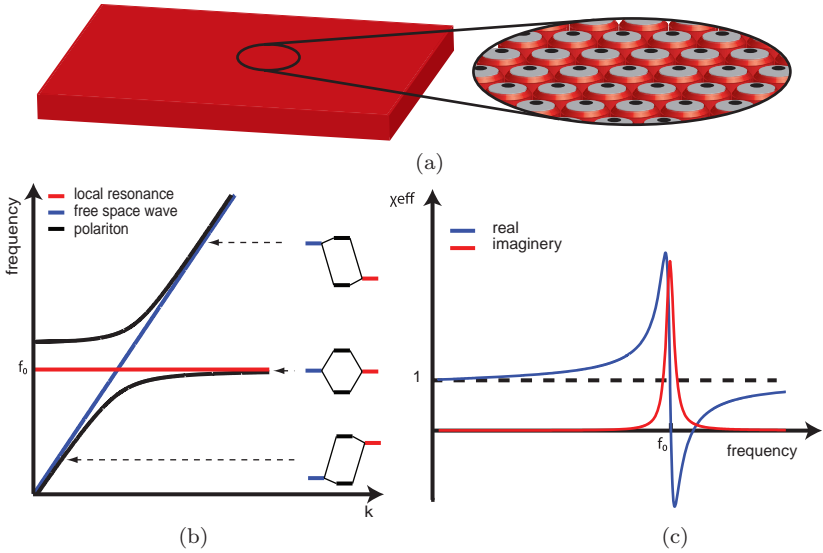 (a)
local resonance
free space wave
polariton
frequency
f₀
k
(b)
χeff
real
imaginery
1
f₀
frequency
(c)